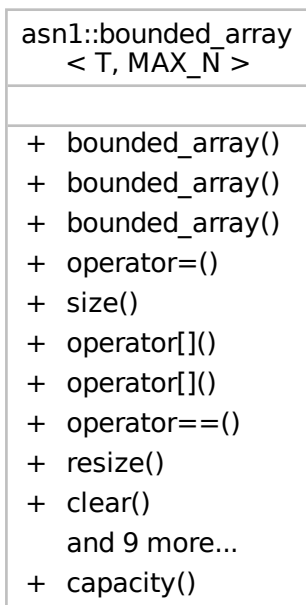 asn1::bounded_array
< T, MAX_N >
+ bounded_array()
+ bounded_array()
+ bounded_array()
+ operator=()
+ size()
+ operator[]()
+ operator[]()
+ operator==()
+ resize()
+ clear()
and 9 more...
+ capacity()